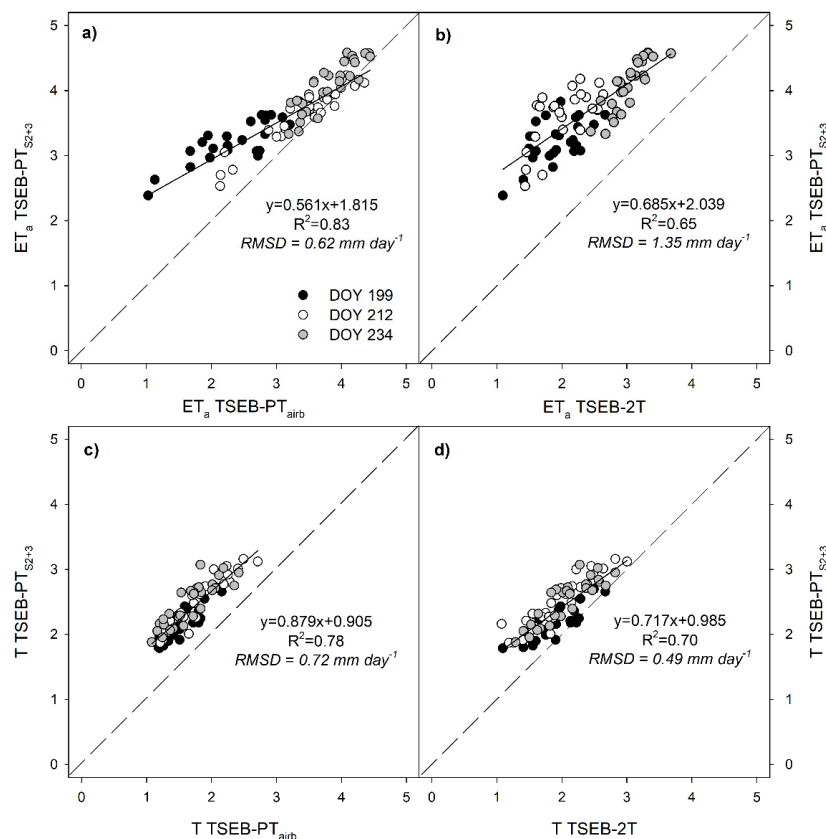 a)
5
4
3
2
1
0
ETa TSEB-PTS2+3
y=0.561x+1.815
R2=0.83
RMSD = 0.62 mm day-1
DOY 199
DOY 212
DOY 234
0 1 2 3 4 5
ETa TSEB-PTairb
b)
y=0.685x+2.039
R2=0.65
RMSD = 1.35 mm day-1
5
4
3
2
1
0
ETa TSEB-PTS2+3
0 1 2 3 4 5
ETa TSEB-2T
c)
5
4
3
2
1
0
T TSEB-PTS2+3
y=0.879x+0.905
R2=0.78
RMSD = 0.72 mm day-1
0 1 2 3 4 5
T TSEB-PTairb
d)
y=0.717x+0.985
R2=0.70
RMSD = 0.49 mm day-1
5
4
3
2
1
0
T TSEB-PTS2+3
0 1 2 3 4 5
T TSEB-2T